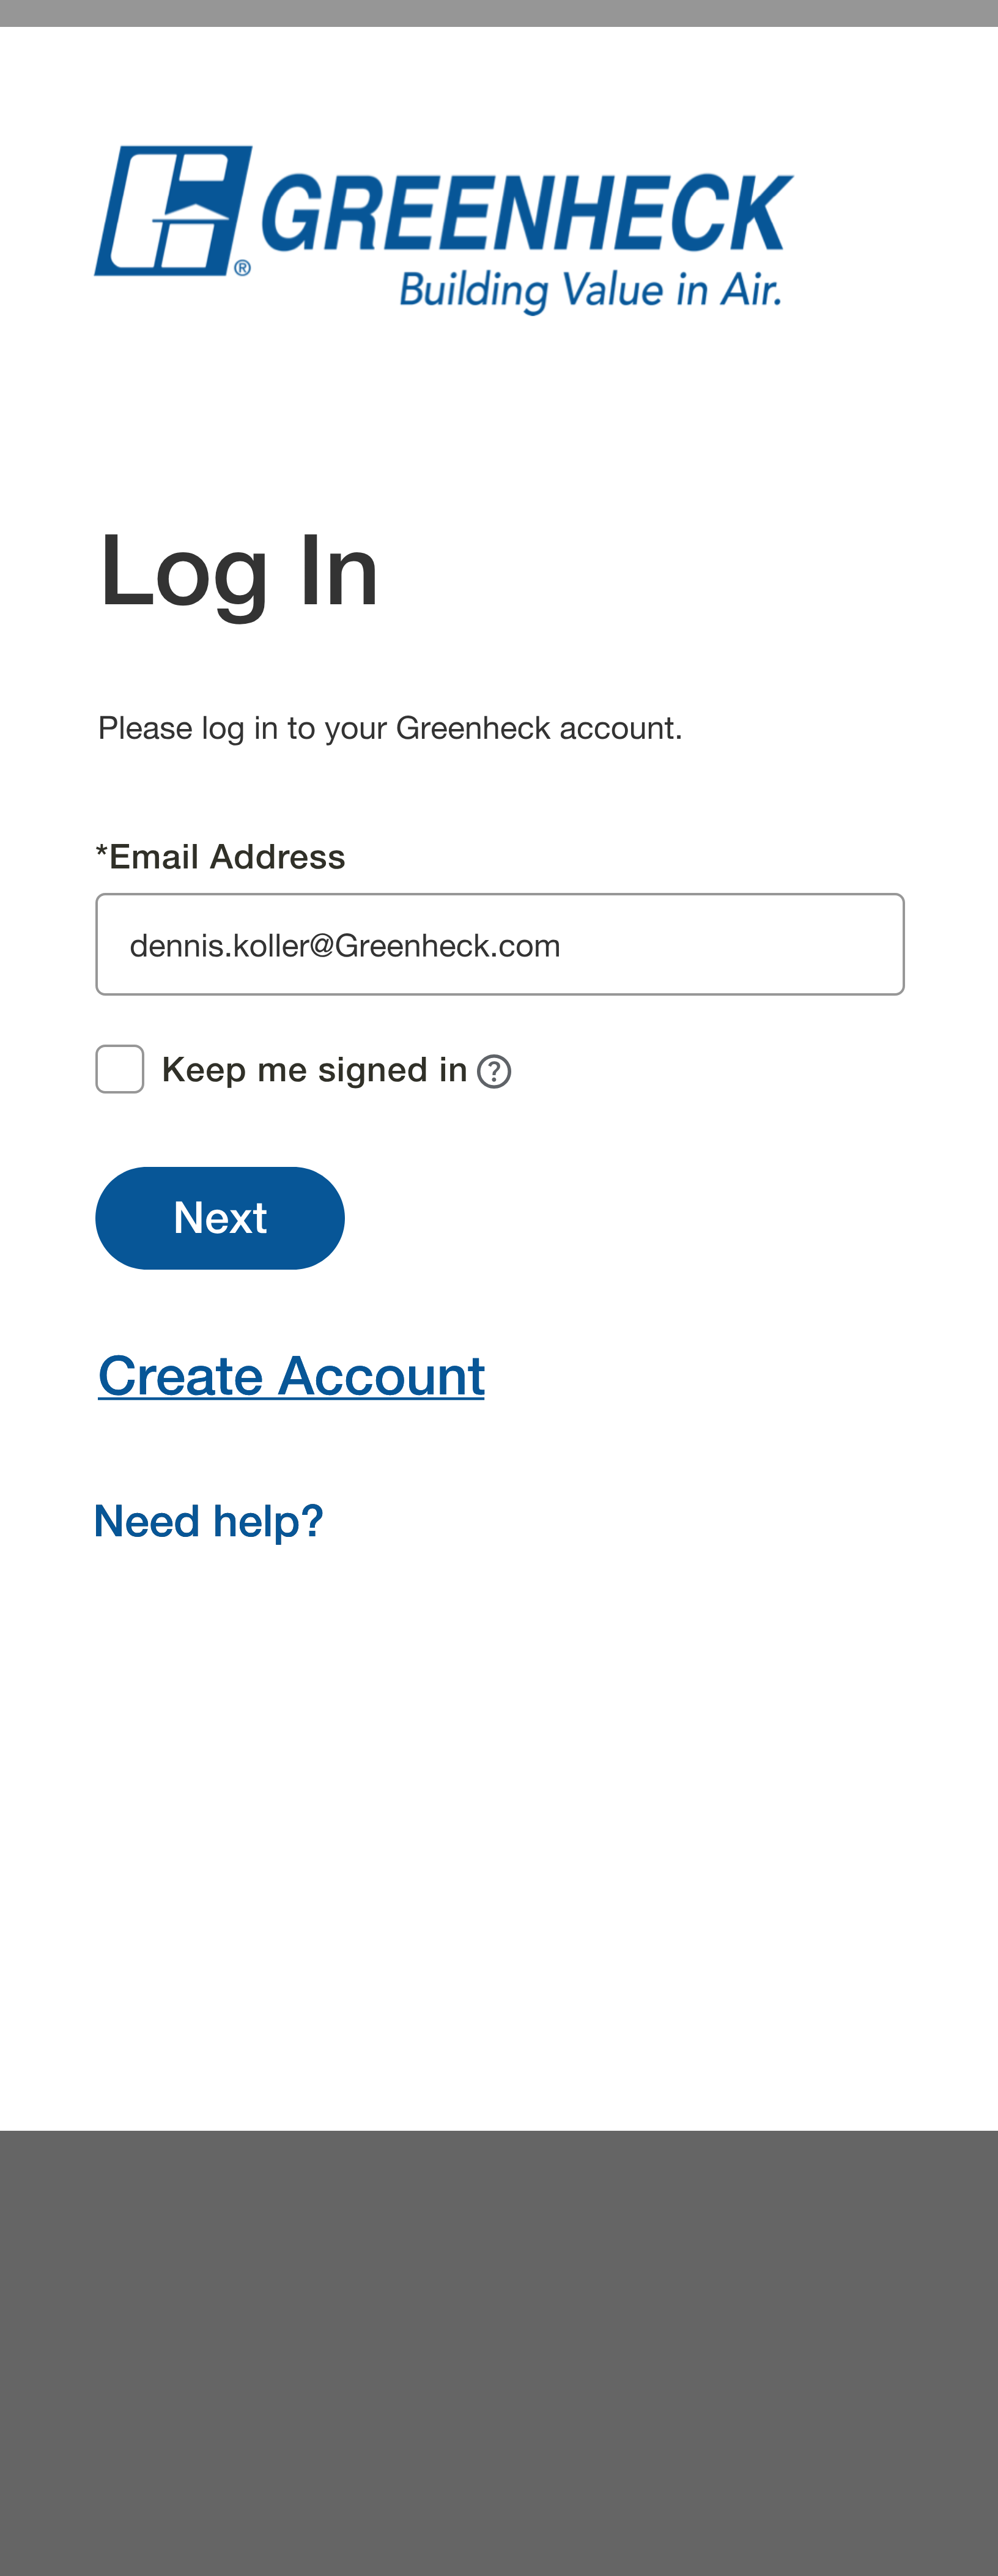 GREENHECK
®
Building Value in Air.
Log In
Please log in to your Greenheck account.
*Email Address
dennis.koller@Greenheck.com
Keep me signed in ?
Next
Create Account
Need help?